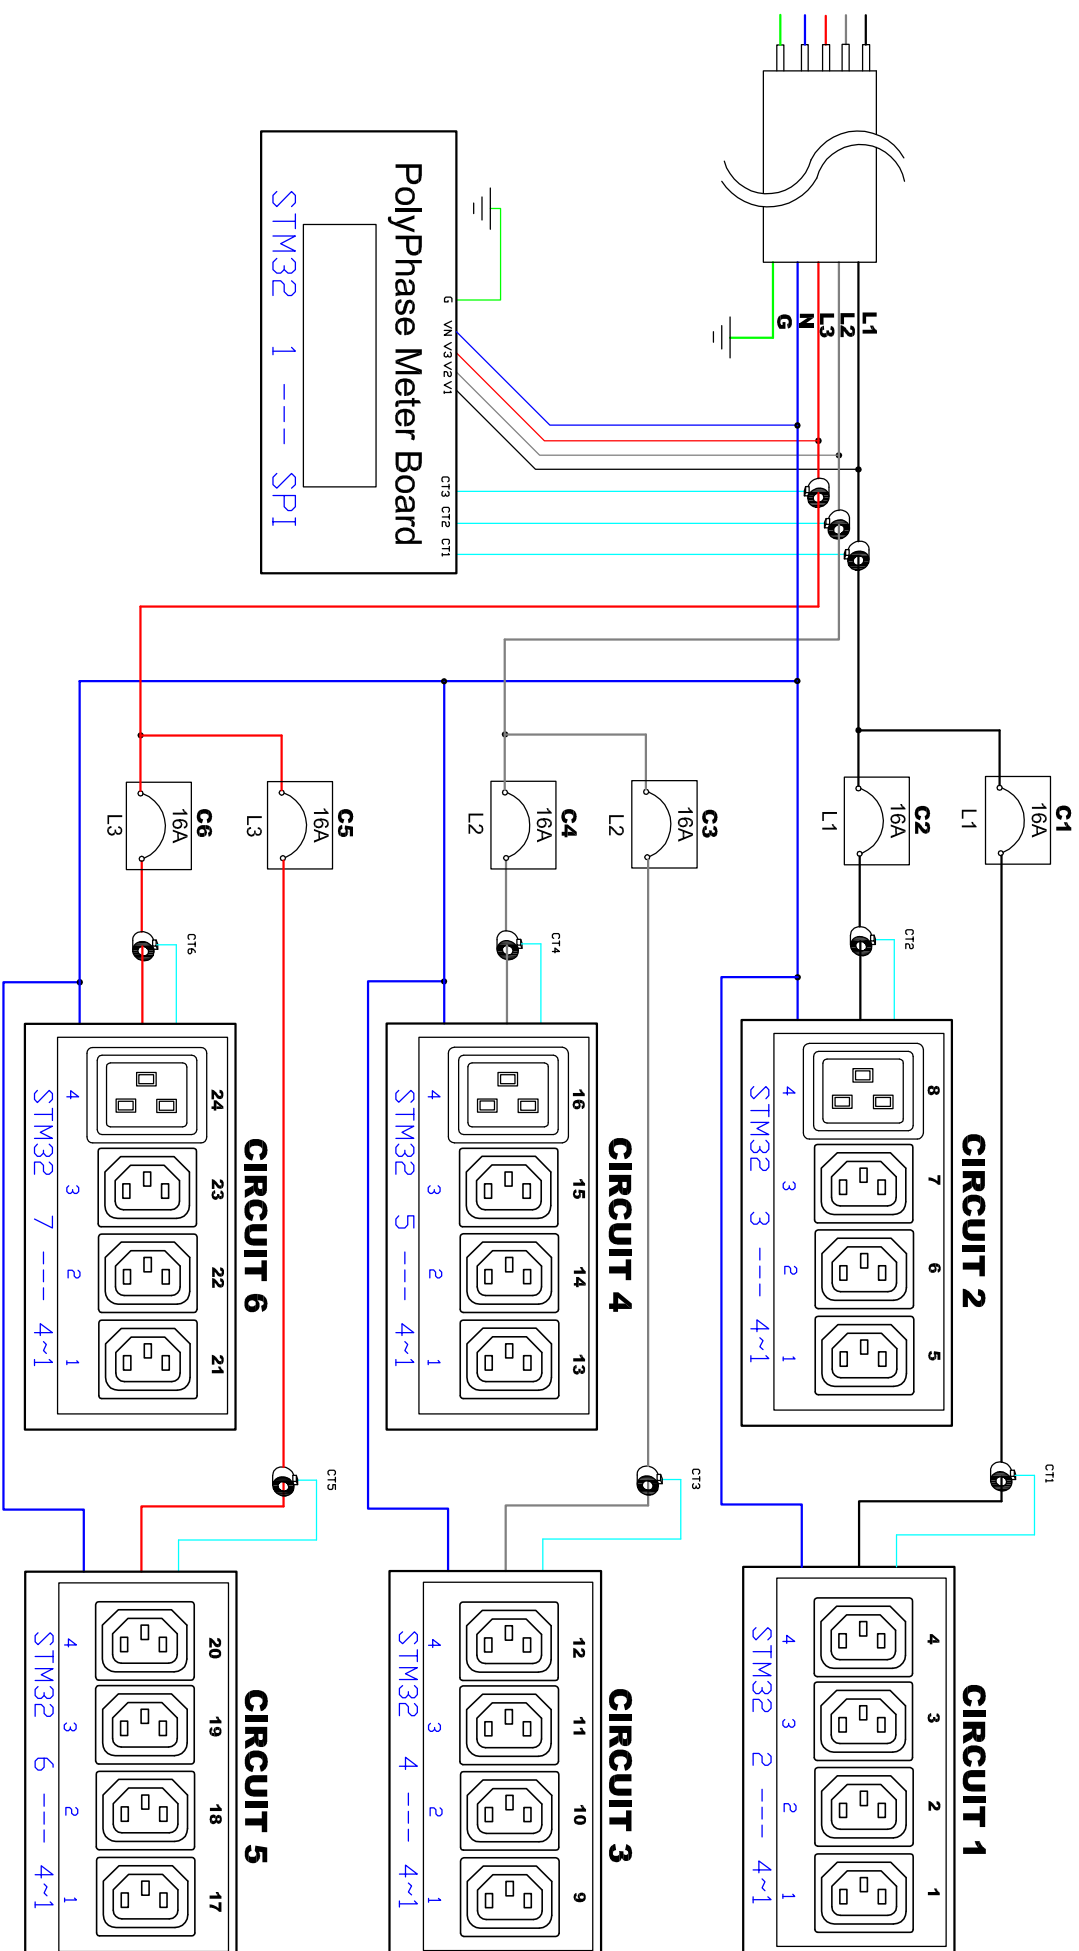 L1
L2
L3
N
G
PolyPhase Meter Board
STM32 1 --- SPI
G
VN V3 V2 V1
CT3 CT2 CT1
C1
16A
L1
C2
16A
L1
C3
16A
L2
C4
16A
L2
C5
16A
L3
C6
16A
L3
CT2
CT4
CT6
CIRCUIT 2
8 7 6 5
4 3 2 1
STM32 3 --- 4~1
CIRCUIT 4
16 15 14 13
4 3 2 1
STM32 5 --- 4~1
CIRCUIT 6
24 23 22 21
4 3 2 1
STM32 7 --- 4~1
CT1
CT3
CT5
CIRCUIT 1
4 3 2 1
4 3 2 1
STM32 2 --- 4~1
CIRCUIT 3
12 11 10 9
4 3 2 1
STM32 4 --- 4~1
CIRCUIT 5
20 19 18 17
4 3 2 1
STM32 6 --- 4~1